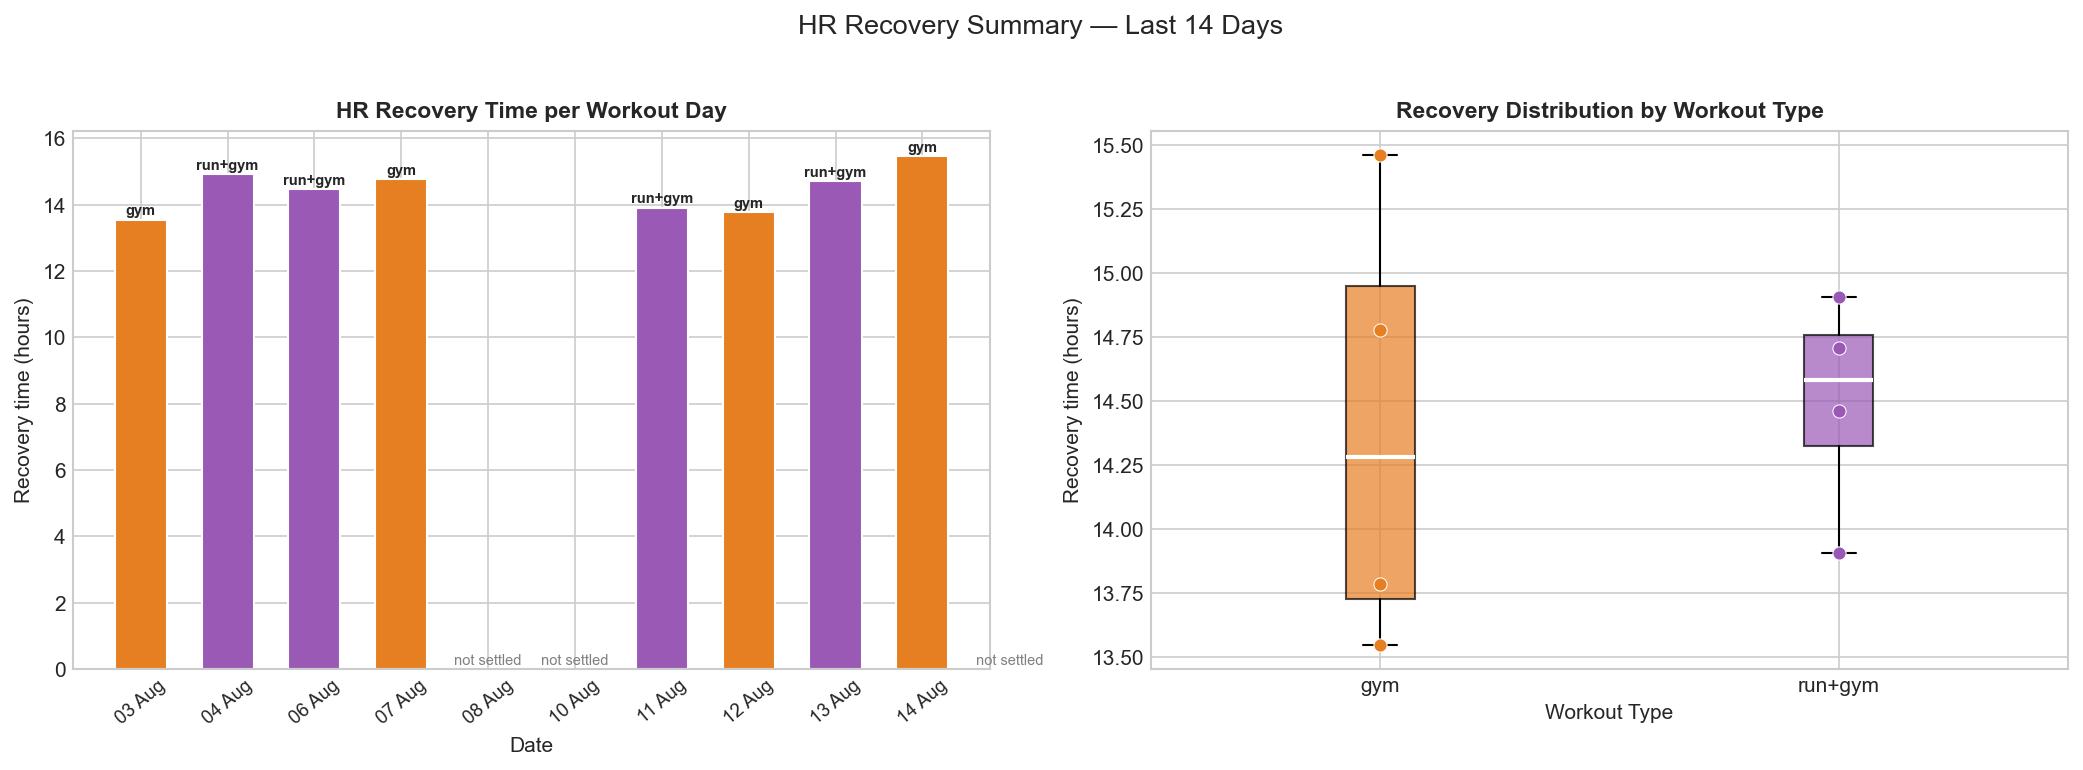 HR Recovery Summary — Last 14 Days
HR Recovery Time per Workout Day
Recovery time (hours)
16
14
12
10
8
6
4
2
0
gym
run+gym
run+gym
gym
not settled
not settled
run+gym
gym
run+gym
gym
not settled
03 Aug
04 Aug
06 Aug
07 Aug
08 Aug
10 Aug
11 Aug
12 Aug
13 Aug
14 Aug
Date
Recovery Distribution by Workout Type
Recovery time (hours)
15.50
15.25
15.00
14.75
14.50
14.25
14.00
13.75
13.50
gym
run+gym
Workout Type